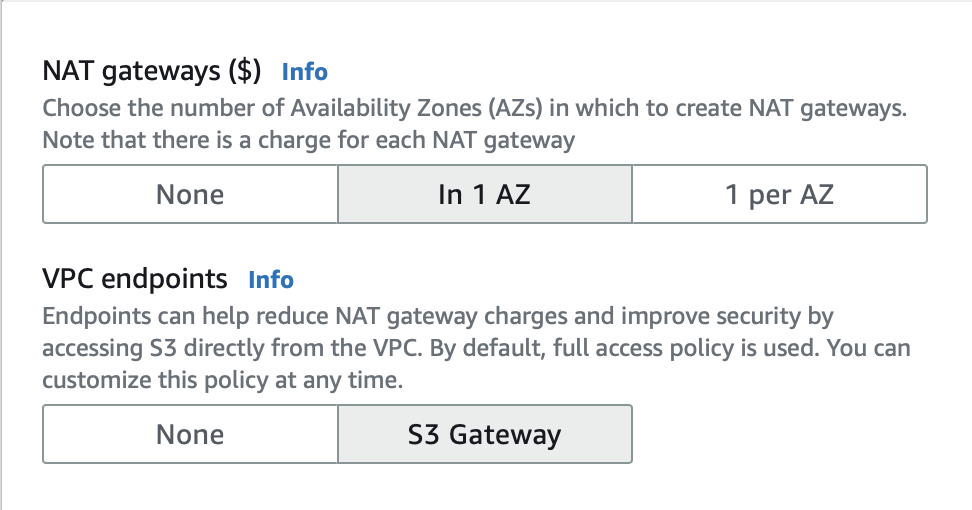 NAT gateways ($) Info
Choose the number of Availability Zones (AZs) in which to create NAT gateways.
Note that there is a charge for each NAT gateway
None In 1 AZ 1 per AZ
VPC endpoints Info
Endpoints can help reduce NAT gateway charges and improve security by
accessing S3 directly from the VPC. By default, full access policy is used. You can
customize this policy at any time.
None S3 Gateway